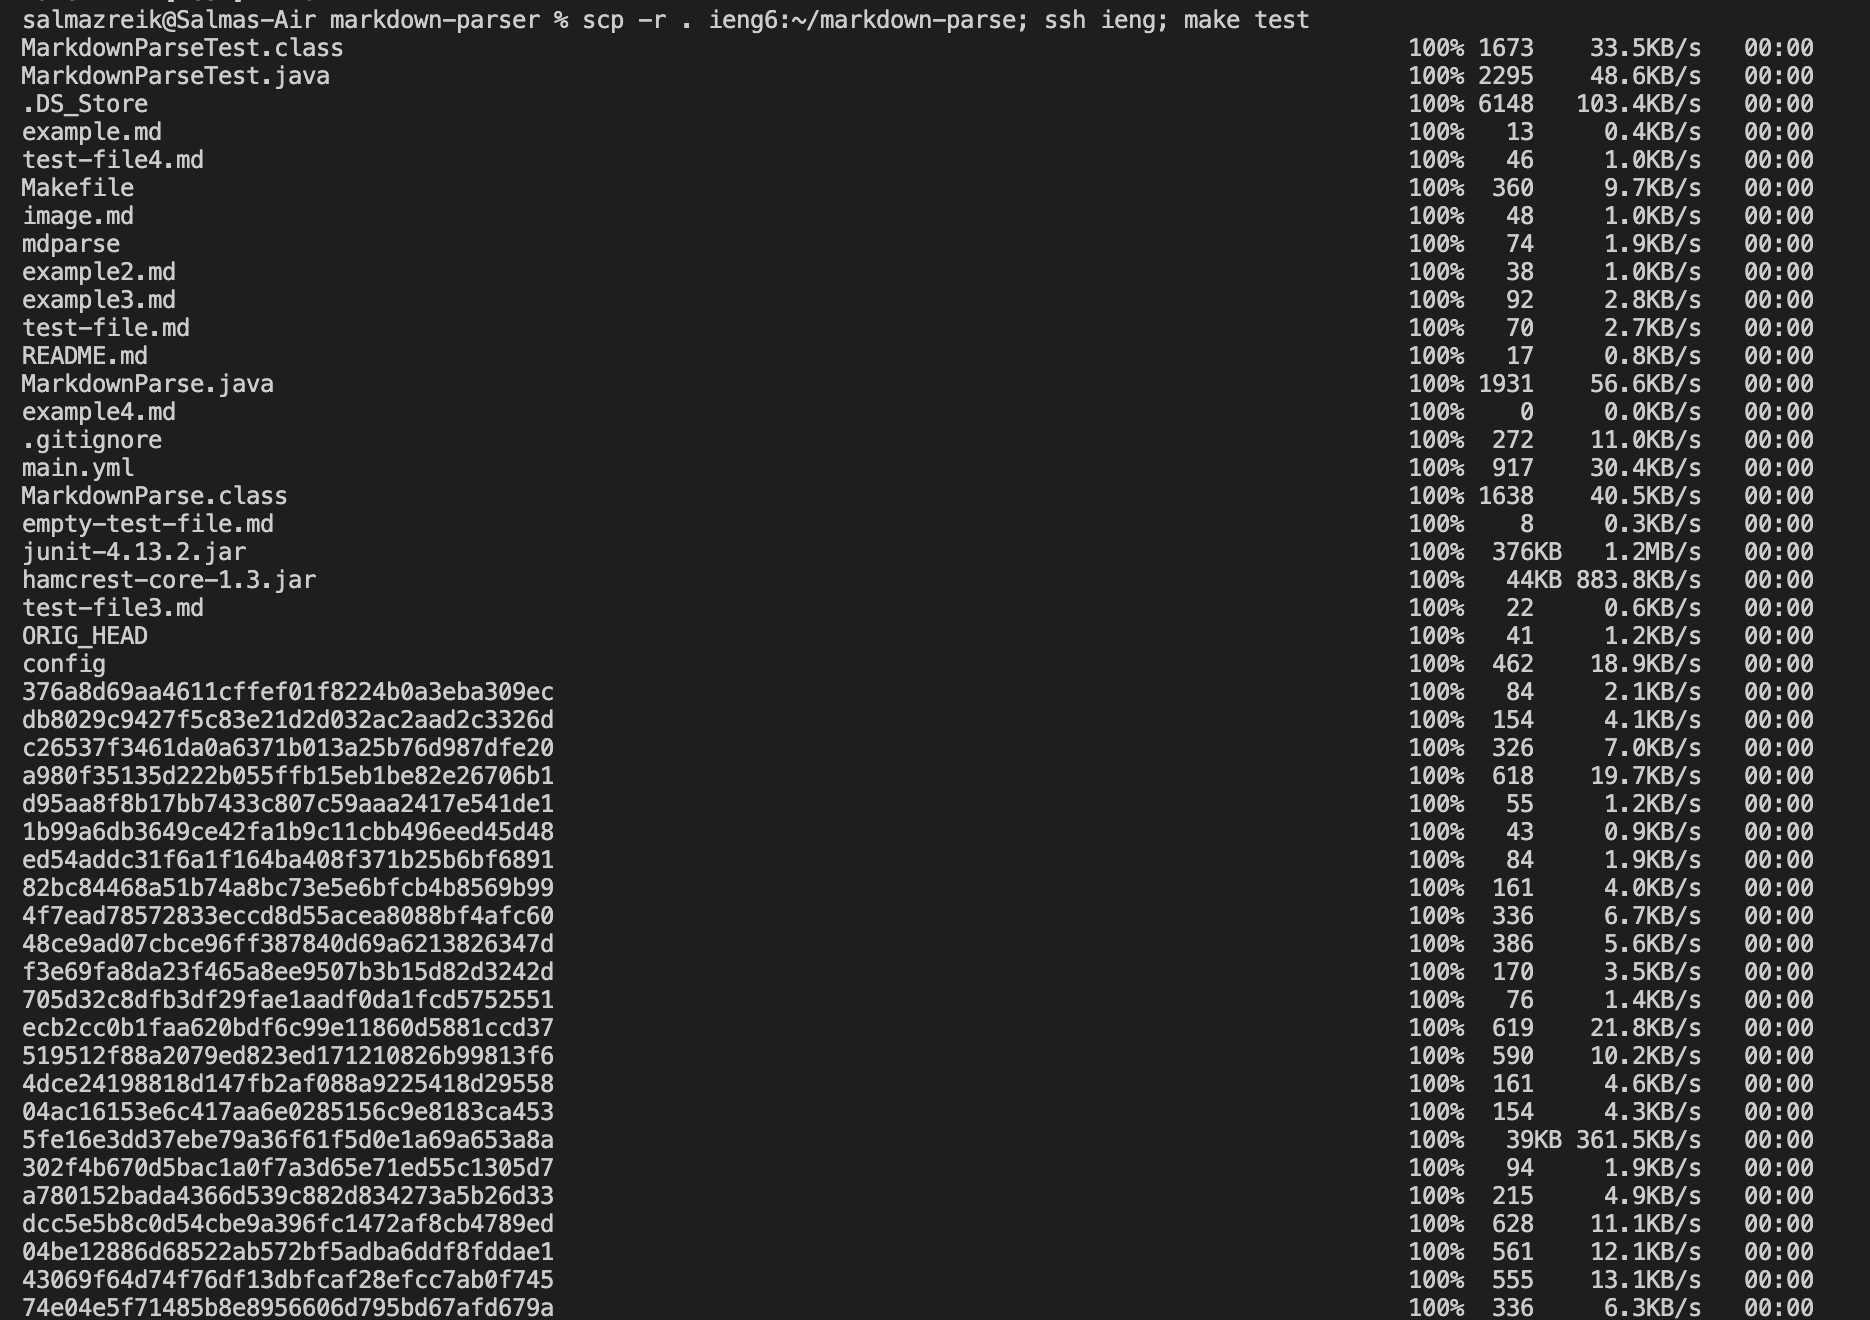 salmazreik@Salmas-Air markdown-parser % scp -r . ieng6:~/markdown-parse; ssh ieng; make test
MarkdownParseTest.class 100% 1673 33.5KB/s 00:00
MarkdownParseTest.java 100% 2295 48.6KB/s 00:00
.DS_Store 100% 6148 103.4KB/s 00:00
example.md 100% 13 0.4KB/s 00:00
test-file4.md 100% 46 1.0KB/s 00:00
Makefile 100% 360 9.7KB/s 00:00
image.md 100% 48 1.0KB/s 00:00
mdparse 100% 74 1.9KB/s 00:00
example2.md 100% 38 1.0KB/s 00:00
example3.md 100% 92 2.8KB/s 00:00
test-file.md 100% 70 2.7KB/s 00:00
README.md 100% 17 0.8KB/s 00:00
MarkdownParse.java 100% 1931 56.6KB/s 00:00
example4.md 100% 0 0.0KB/s 00:00
.gitignore 100% 272 11.0KB/s 00:00
main.yml 100% 917 30.4KB/s 00:00
MarkdownParse.class 100% 1638 40.5KB/s 00:00
empty-test-file.md 100% 8 0.3KB/s 00:00
junit-4.13.2.jar 100% 376KB 1.2MB/s 00:00
hamcrest-core-1.3.jar 100% 44KB 883.8KB/s 00:00
test-file3.md 100% 22 0.6KB/s 00:00
ORIG_HEAD 100% 41 1.2KB/s 00:00
config 100% 462 18.9KB/s 00:00
376a8d69aa4611cffef01f8224b0a3eba309ec 100% 84 2.1KB/s 00:00
db8029c9427f5c83e21d2d032ac2aad2c3326d 100% 154 4.1KB/s 00:00
c26537f3461da0a6371b013a25b76d987dfe20 100% 326 7.0KB/s 00:00
a980f35135d222b055ffb15eb1be82e26706b1 100% 618 19.7KB/s 00:00
d95aa8f8b17bb7433c807c59aaa2417e541de1 100% 55 1.2KB/s 00:00
1b99a6db3649ce42fa1b9c11cbb496eed45d48 100% 43 0.9KB/s 00:00
ed54addc31f6a1f164ba408f371b25b6bf6891 100% 84 1.9KB/s 00:00
82bc84468a51b74a8bc73e5e6bfcb4b8569b99 100% 161 4.0KB/s 00:00
4f7ead78572833eccd8d55acea8088bf4afc60 100% 336 6.7KB/s 00:00
48ce9ad07cbce96ff387840d69a6213826347d 100% 386 5.6KB/s 00:00
f3e69fa8da23f465a8ee9507b3b15d82d3242d 100% 170 3.5KB/s 00:00
705d32c8dfb3df29fae1aadf0da1fcd5752551 100% 76 1.4KB/s 00:00
ecb2cc0b1faa620bdf6c99e11860d5881ccd37 100% 619 21.8KB/s 00:00
519512f88a2079ed823ed171210826b99813f6 100% 590 10.2KB/s 00:00
4dce24198818d147fb2af088a9225418d29558 100% 161 4.6KB/s 00:00
04ac16153e6c417aa6e0285156c9e8183ca453 100% 154 4.3KB/s 00:00
5fe16e3dd37ebe79a36f61f5d0e1a69a653a8a 100% 39KB 361.5KB/s 00:00
302f4b670d5bac1a0f7a3d65e71ed55c1305d7 100% 94 1.9KB/s 00:00
a780152bada4366d539c882d834273a5b26d33 100% 215 4.9KB/s 00:00
dcc5e5b8c0d54cbe9a396fc1472af8cb4789ed 100% 628 11.1KB/s 00:00
04be12886d68522ab572bf5adba6ddf8fddae1 100% 561 12.1KB/s 00:00
43069f64d74f76df13dbfcaf28efcc7ab0f745 100% 555 13.1KB/s 00:00
74e04e5f71485b8e8956606d795bd67afd679a 100% 336 6.3KB/s 00:00